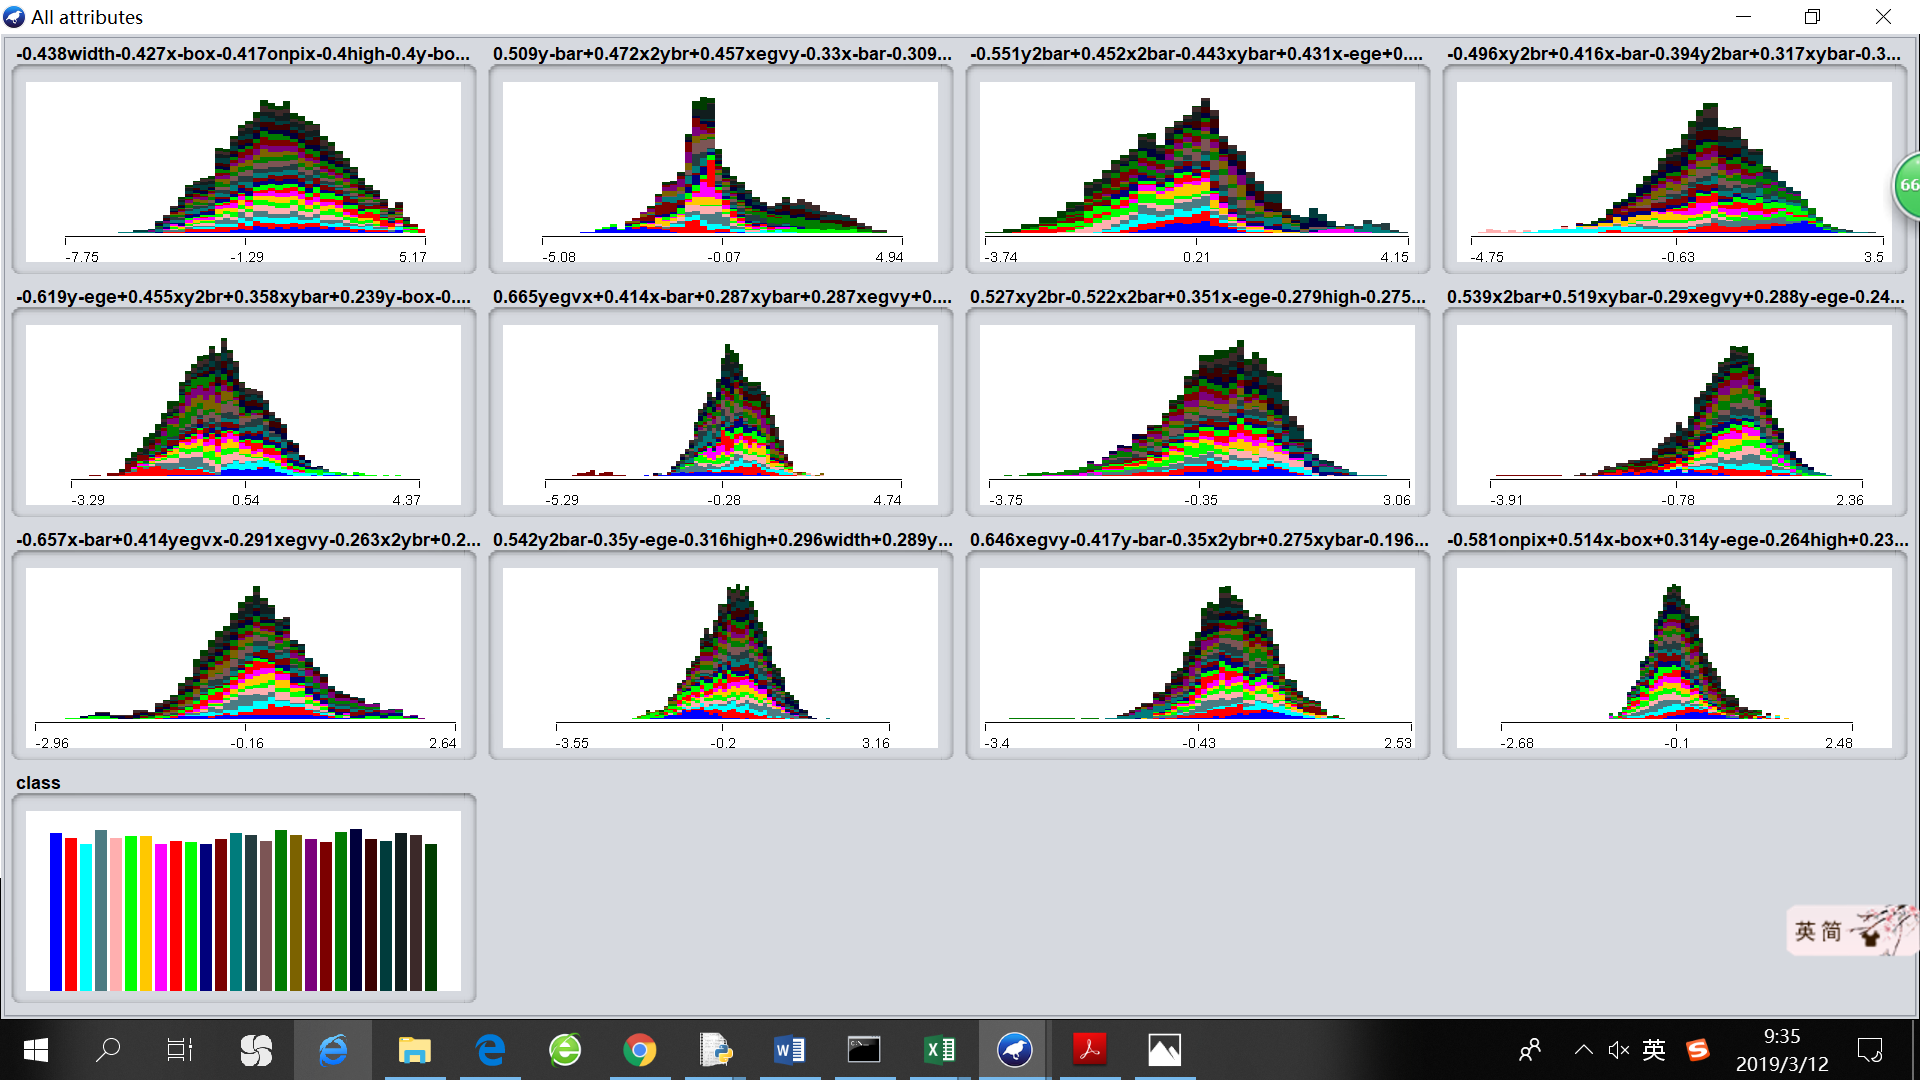 All attributes
-0.438width-0.427x-box-0.417onpix-0.4high-0.4y-bo...
0.509y-bar+0.472x2ybr+0.457xegvy-0.33x-bar-0.309...
-0.551y2bar+0.452x2bar-0.443xybar+0.431x-ege+0....
-0.496xy2br+0.416x-bar-0.394y2bar+0.317xybar-0.3...
-7.75 -1.29 5.17
-5.08 -0.07 4.94
-3.74 0.21 4.15
-4.75 -0.63 3.5
66
-0.619y-ege+0.455xy2br+0.358xybar+0.239y-box-0....
0.665yegvx+0.414x-bar+0.287xybar+0.287xegvy+0....
0.527xy2br-0.522x2bar+0.351x-ege-0.279high-0.275...
0.539x2bar+0.519xybar-0.29xegvy+0.288y-ege-0.24...
-3.29 0.54 4.37
-5.29 -0.28 4.74
-3.75 -0.35 3.06
-3.91 -0.78 2.36
-0.657x-bar+0.414yegvx-0.291xegvy-0.263x2ybr+0.2...
0.542y2bar-0.35y-ege-0.316high+0.296width+0.289y...
0.646xegvy-0.417y-bar-0.35x2ybr+0.275xybar-0.196...
-0.581onpix+0.514x-box+0.314y-ege-0.264high+0.23...
-2.96 -0.16 2.64
-3.55 -0.2 3.16
-3.4 -0.43 2.53
-2.68 -0.1 2.48
class
英 简
英
9:35
2019/3/12